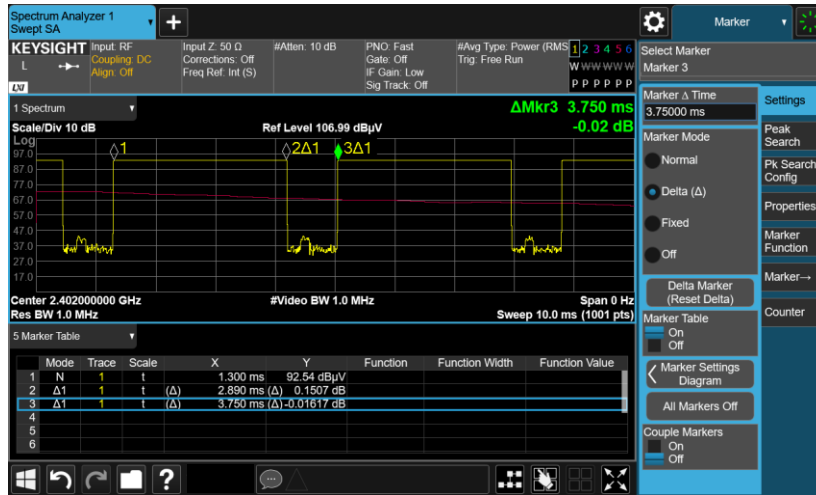 Spectrum Analyzer 1
Swept SA
+
Marker
KEYSIGHT
L
LXI
Input: RF
Coupling: DC
Align: Off
Input Z: 50 Ω
Corrections: Off
Freq Ref: Int (S)
#Atten: 10 dB
PNO: Fast
Gate: Off
IF Gain: Low
Sig Track: Off
#Avg Type: Power (RMS
Trig: Free Run
1 2 3 4 5 6
W W W W W W
P P P P P P
Select Marker
Marker 3
1 Spectrum
ΔMkr3 3.750 ms
-0.02 dB
Scale/Div 10 dB
Ref Level 106.99 dBµV
Log
97.0
87.0
77.0
67.0
57.0
47.0
37.0
27.0
17.0
1
2Δ1
3Δ1
Center 2.402000000 GHz
Res BW 1.0 MHz
#Video BW 1.0 MHz
Span 0 Hz
Sweep 10.0 ms (1001 pts)
5 Marker Table
Mode Trace Scale X Y Function Function Width Function Value
1 N 1 t 1.300 ms 92.54 dBµV
2 Δ1 1 t (Δ) 2.890 ms (Δ) 0.1507 dB
3 Δ1 1 t (Δ) 3.750 ms (Δ) -0.01617 dB
4
5
6
?
Marker Δ Time
3.75000 ms
Marker Mode
Normal
Delta (Δ)
Fixed
Off
Delta Marker
(Reset Delta)
Marker Table
On
Off
Marker Settings
Diagram
All Markers Off
Couple Markers
On
Off
Settings
Peak
Search
Pk Search
Config
Properties
Marker
Function
Marker→
Counter